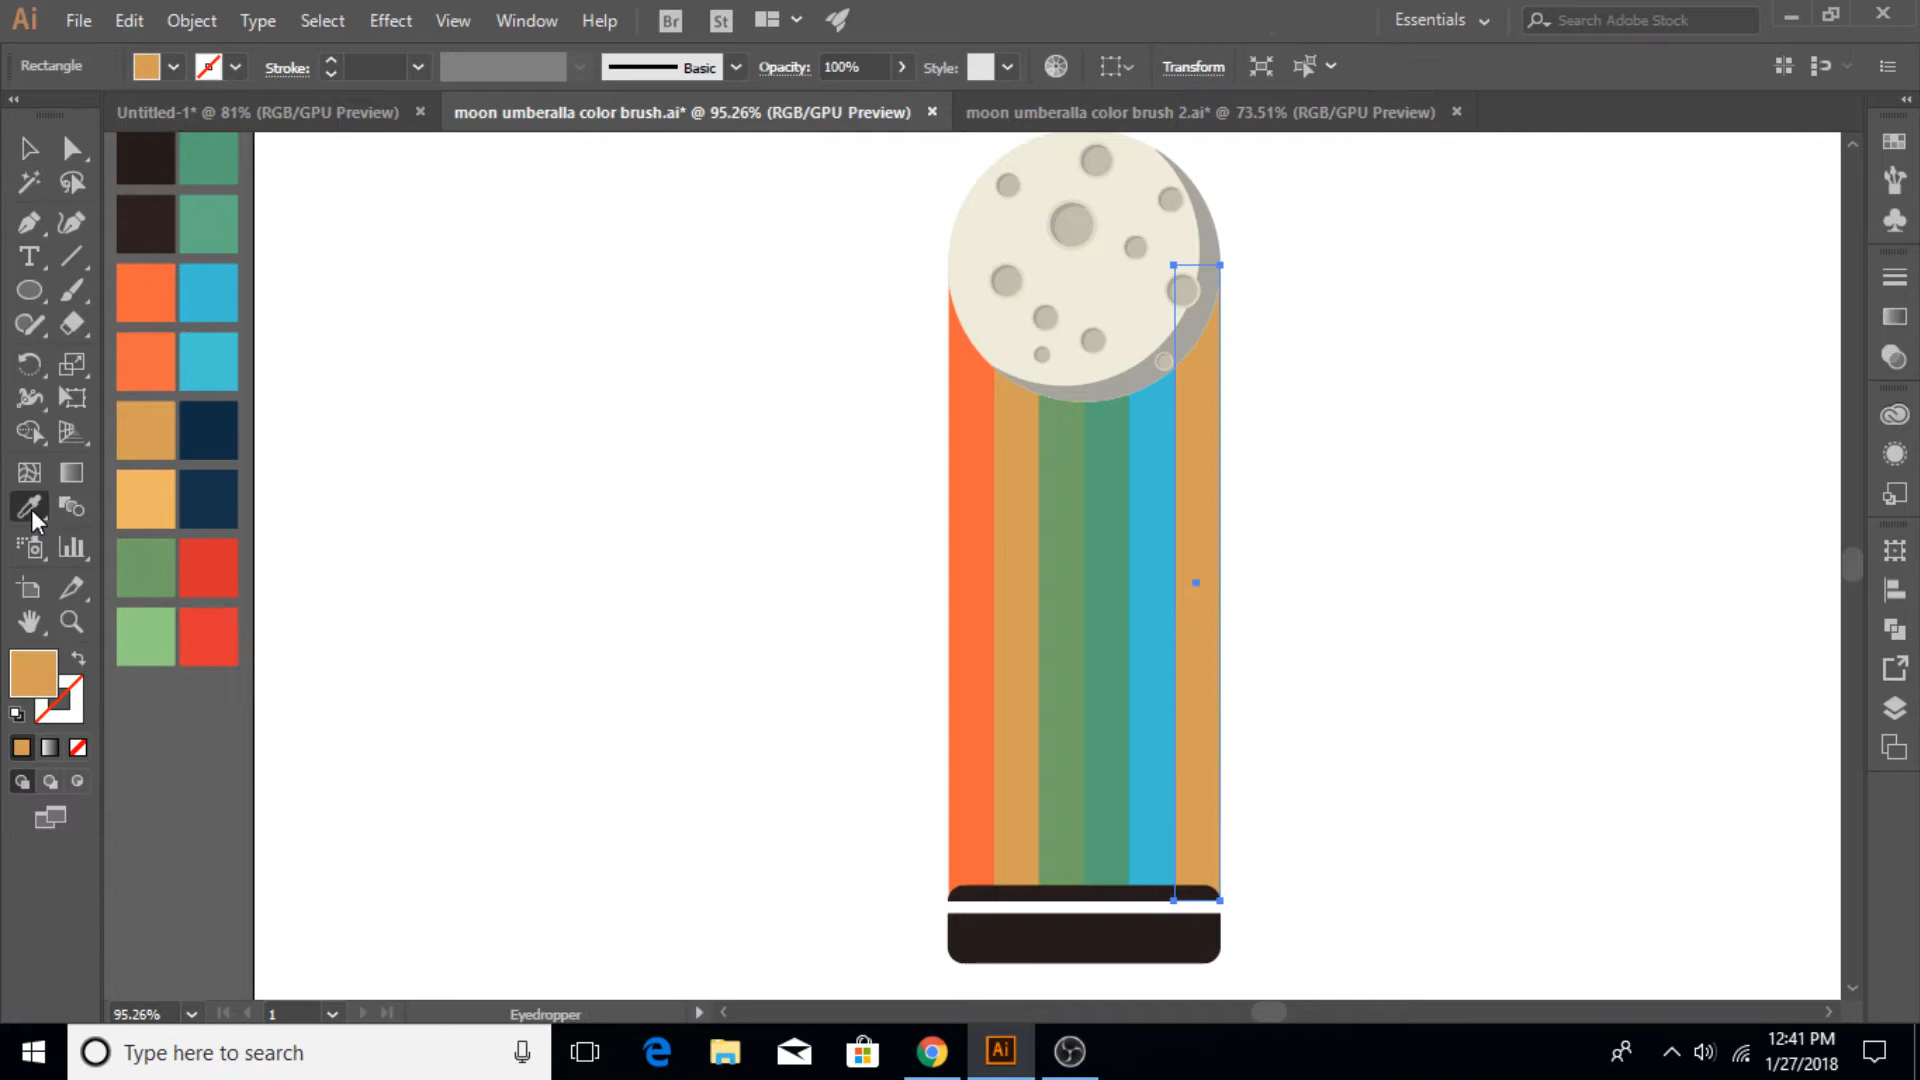 Ai File Edit Object Type Select Effect View Window Help Br St Essentials Search Adobe Stock
Rectangle Stroke: Basic Opacity: 100% Style: Transform
Untitled-1* @ 81% (RGB/GPU Preview) × moon umberalla color brush.ai* @ 95.26% (RGB/GPU Preview) × moon umberalla color brush 2.ai* @ 73.51% (RGB/GPU Preview) ×
T
95.26% 1 Eyedropper
Type here to search Ai 12:41 PM
1/27/2018